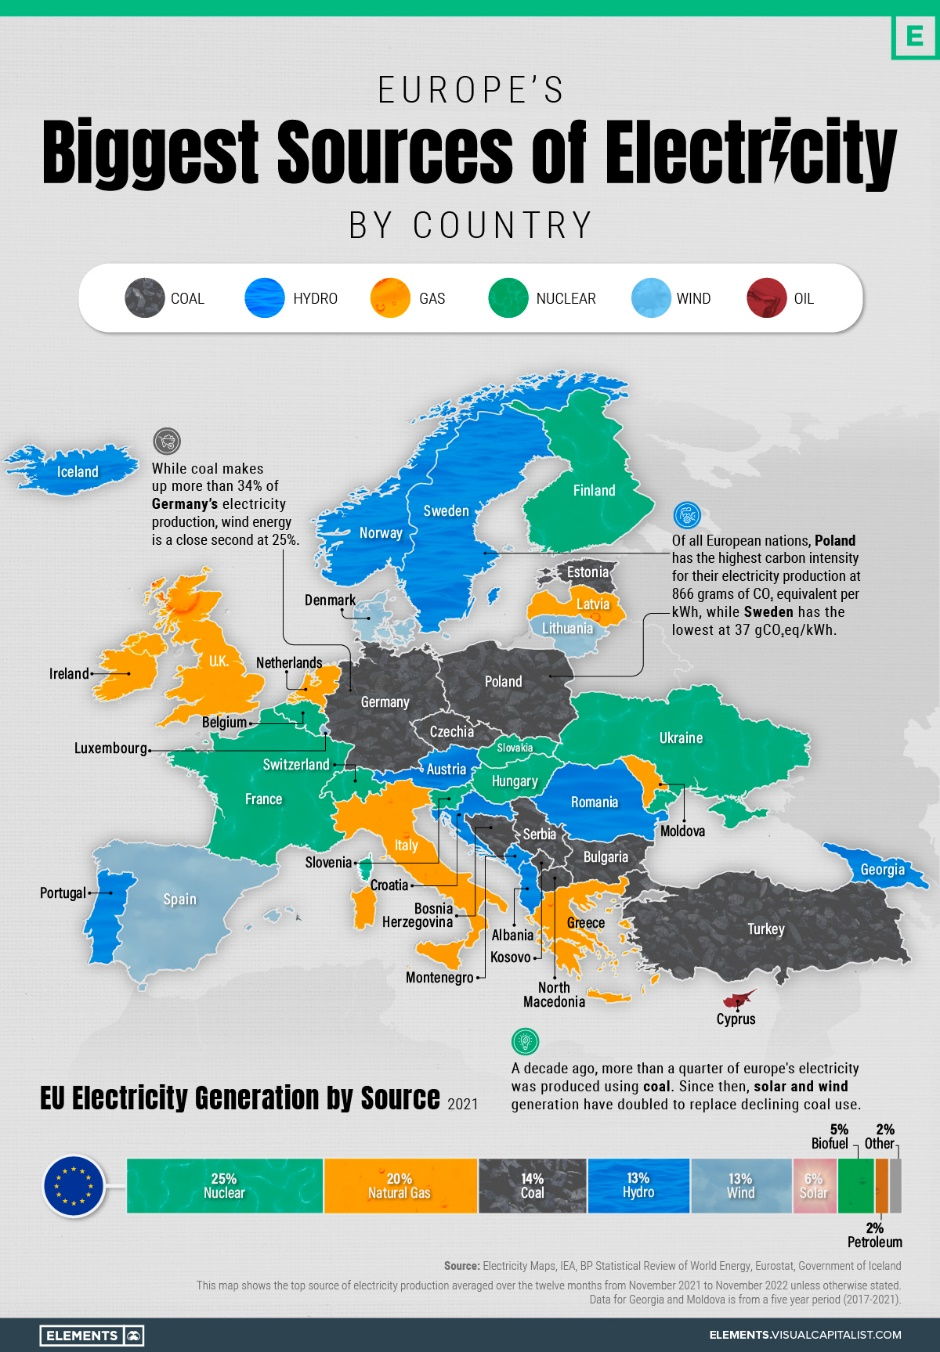 E
EUROPE'S
Biggest Sources of Electricity
BY COUNTRY
COAL
HYDRO
GAS
NUCLEAR
WIND
OIL
While coal makes
up more than 34% of
Germany's electricity
production, wind energy
is a close second at 25%.
Iceland
Norway
Sweden
Finland
Of all European nations, Poland
has the highest carbon intensity
for their electricity production at
866 grams of CO₂ equivalent per
kWh, while Sweden has the
lowest at 37 gCO₂eq/kWh.
Estonia
Latvia
Lithuania
Denmark
Ireland
U.K.
Netherlands
Belgium
Luxembourg
Germany
Poland
Czechia
Slovakia
Ukraine
Switzerland
Austria
Hungary
France
Romania
Moldova
Italy
Serbia
Bulgaria
Slovenia
Croatia
Georgia
Portugal
Spain
Bosnia
Herzegovina
Albania
Kosovo
Greece
Turkey
Montenegro
North
Macedonia
Cyprus
A decade ago, more than a quarter of europe's electricity
was produced using coal. Since then, solar and wind
generation have doubled to replace declining coal use.
EU Electricity Generation by Source 2021
25%
Nuclear
20%
Natural Gas
14%
Coal
13%
Hydro
13%
Wind
6%
Solar
5%
Biofuel
2%
Other
2%
Petroleum
Source: Electricity Maps, IEA, BP Statistical Review of World Energy, Eurostat, Government of Iceland
This map shows the top source of electricity production averaged over the twelve months from November 2021 to November 2022 unless otherwise stated.
Data for Georgia and Moldova is from a five year period (2017-2021).
ELEMENTS
ELEMENTS.VISUALCAPITALIST.COM